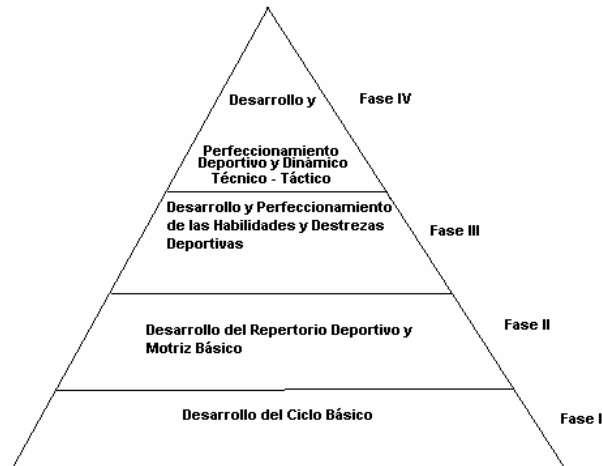 Desarrollo y
Fase IV
Perfeccionamiento
Deportivo y Dinámico
Técnico - Táctico
Desarrollo y Perfeccionamiento
de las Habilidades y Destrezas
Deportivas
Fase III
Desarrollo del Repertorio Deportivo y
Motriz Básico
Fase II
Desarrollo del Ciclo Básico
Fase I